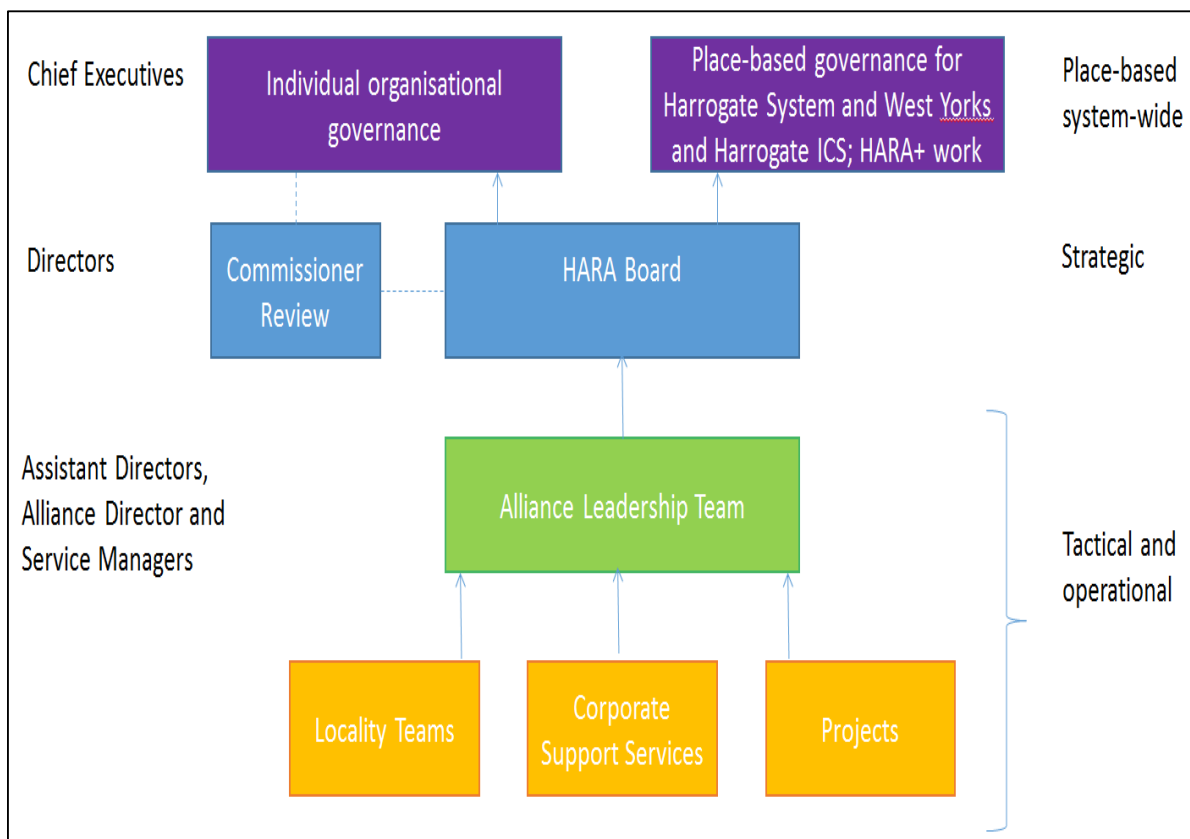 Chief Executives
Individual organisational
governance
Place-based governance for
Harrogate System and West Yorks
and Harrogate ICS; HARA+ work
Place-based
system-wide
Directors
Commissioner
Review
HARA Board
Strategic
Assistant Directors,
Alliance Director and
Service Managers
Alliance Leadership Team
Tactical and
operational
Locality Teams
Corporate
Support Services
Projects